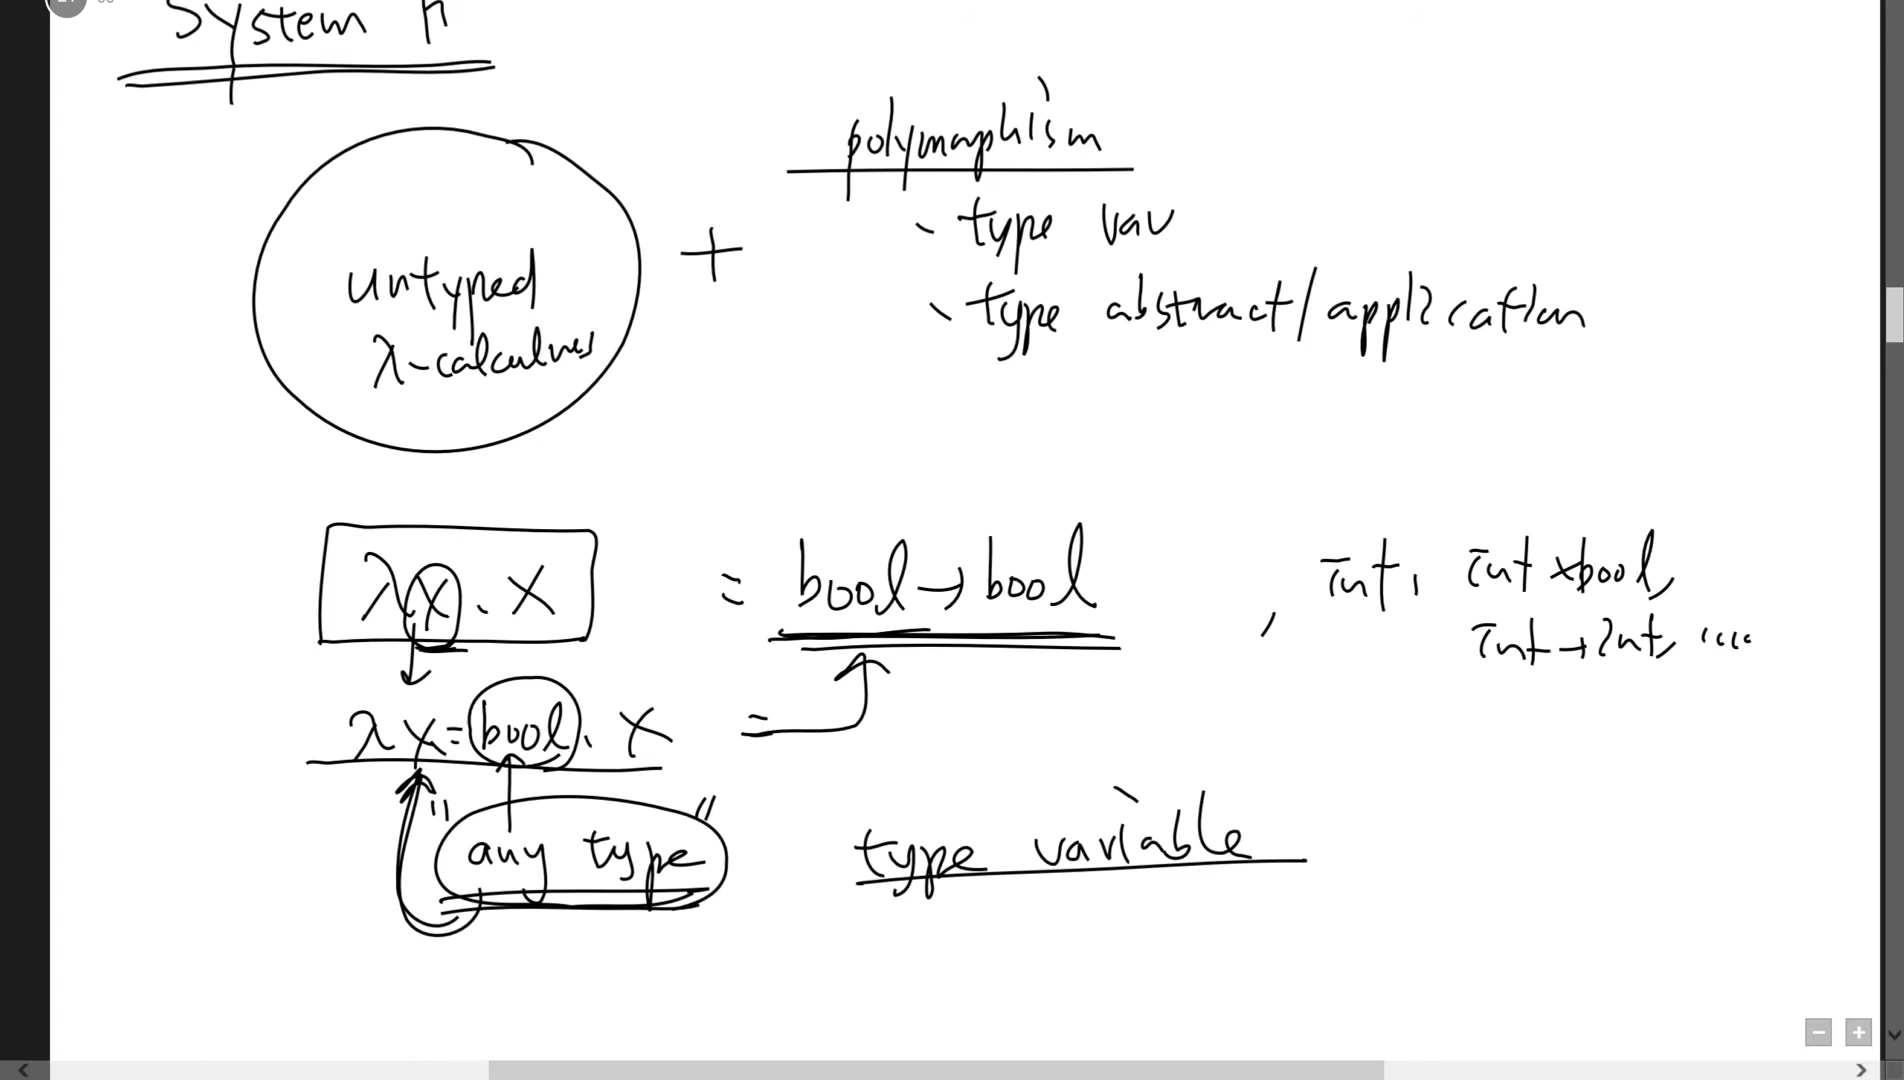 System F
polymorphism
- type var
untyped
λ-calculus
+
- type abstract/application
λx. x = bool→bool, int, int×bool,
int→int, ....
λx=bool. x =
"any type"
type variable